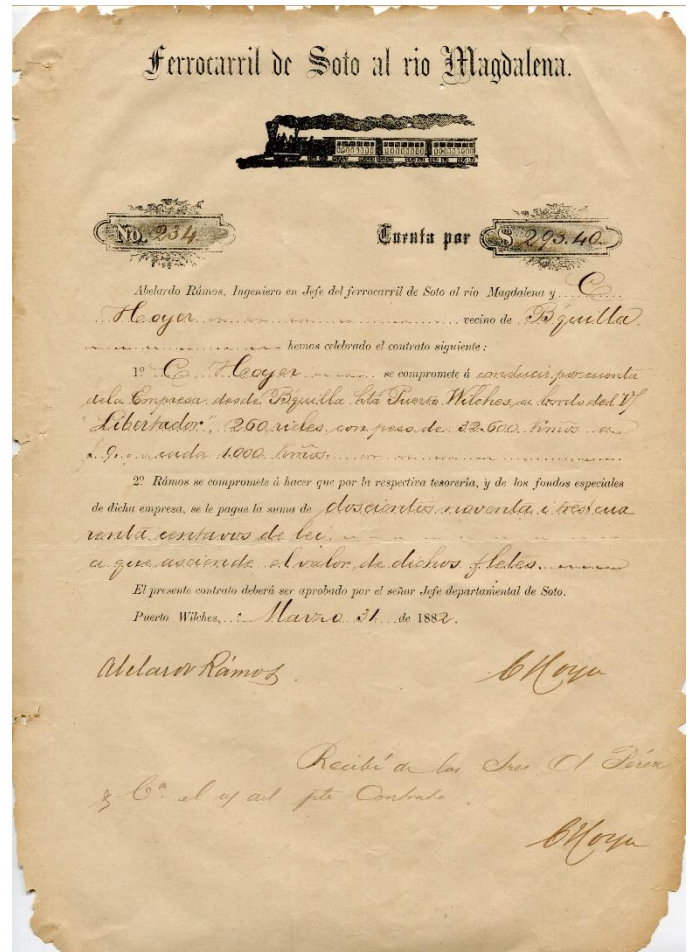 Ferrocarril de Soto al rio Magdalena.
No. 234
Cuenta por $ 293.40.
Abelardo Rámos, Ingeniero en Jefe del ferrocarril de Soto al rio Magdalena y C
Hoyer vecino de B'quilla
hemos celebrado el contrato siguiente:
1º C. Hoyer se compromete á conducir por cuenta
de la Empresa desde B'quilla hta Puerto Wilches, a bordo del V/
"Libertador", 260 rieles, con peso de 32.600 kmos a
$ 9. cada 1.000 kmos.
2º Rámos se compromete á hacer que por la respectiva tesorería, y de los fondos especiales
de dicha empresa, se le pague la suma de doscientos noventa i tres cua
renta centavos de lei
a que asciende el valor de dichos fletes.
El presente contrato deberá ser aprobado por el señor Jefe departamental de Soto.
Puerto Wilches, Marzo 31 de 1882.
Abelardo Rámos.
C Hoyer
Recibí de los Sres A Pérez
& Cª el del pte Contrato.
C Hoyer